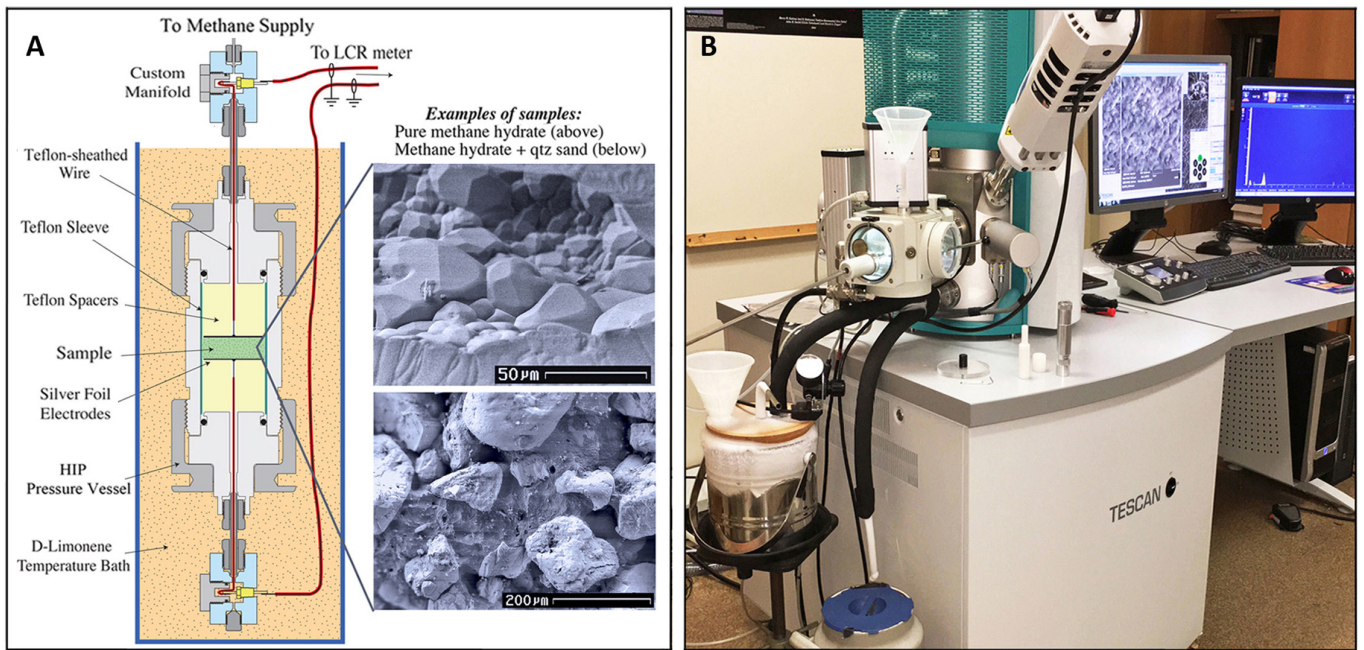 A
To Methane Supply
Custom
Manifold
To LCR meter
Examples of samples:
Pure methane hydrate (above)
Methane hydrate + qtz sand (below)
Teflon-sheathed
Wire
Teflon Sleeve
Teflon Spacers
Sample
Silver Foil
Electrodes
HIP
Pressure Vessel
D-Limonene
Temperature Bath
50 µm
200 µm
B
TESCAN